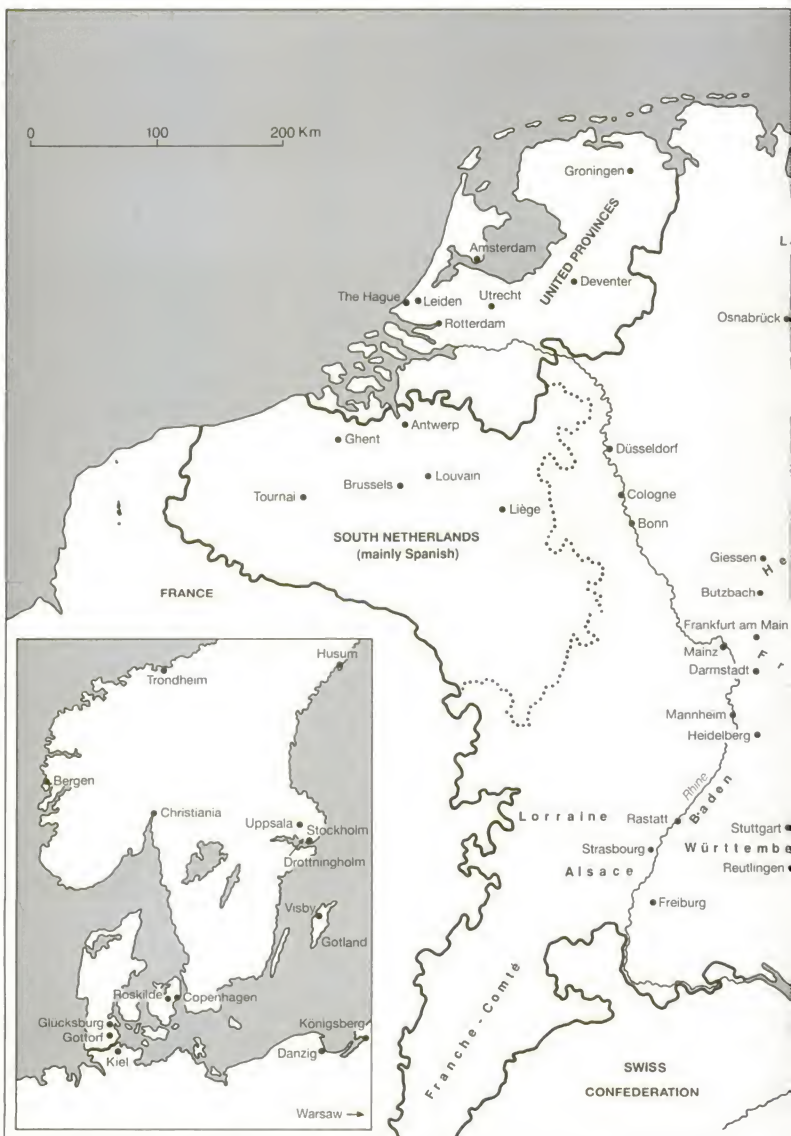 0 100 200 Km
Groningen
Amsterdam
UNITED PROVINCES
L
The Hague
Leiden
Utrecht
Deventer
Rotterdam
Osnabrück
Antwerp
Ghent
Düsseldorf
Louvain
Brussels
Cologne
Tournai
Liège
Bonn
SOUTH NETHERLANDS
(mainly Spanish)
Giessen
He
Butzbach
FRANCE
Frankfurt am Main
Fr
Mainz
Darmstadt
Mannheim
Heidelberg
Rhine
Baden
Lorraine
Rastatt
Stuttgart
Strasbourg
Württembe
Alsace
Reutlingen
Freiburg
Franche-Comté
SWISS
CONFEDERATION
Husum
Trondheim
Bergen
Christiania
Uppsala
Stockholm
Drottningholm
Visby
Gotland
Roskilde
Copenhagen
Glucksburg
Gottorf
Kiel
Königsberg
Danzig
Warsaw →